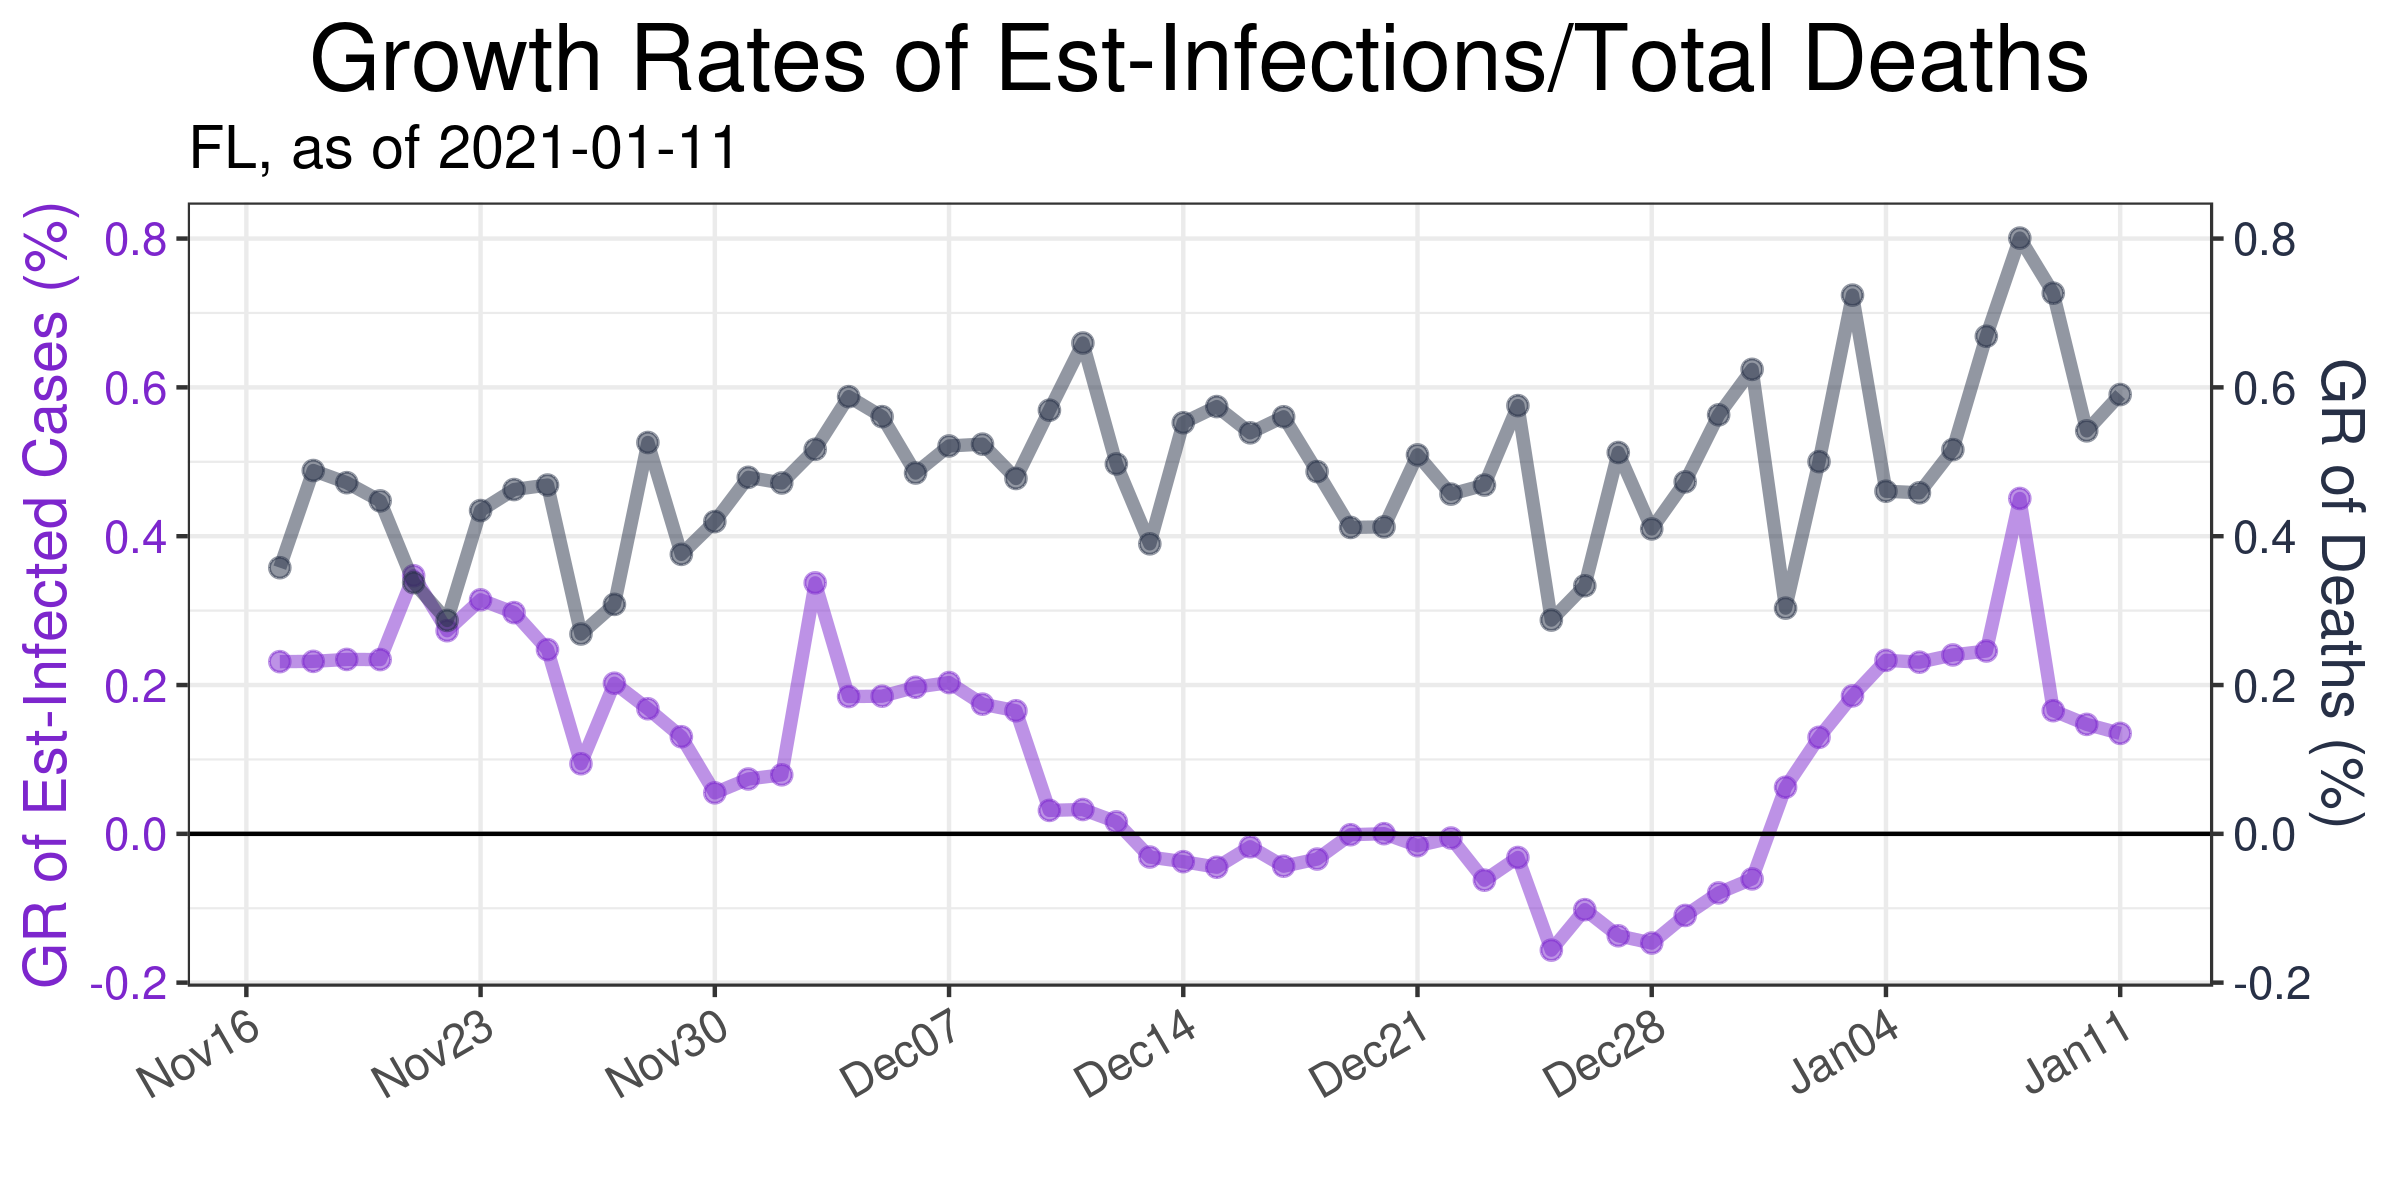 Growth Rates of Est-Infections/Total Deaths
FL, as of 2021-01-11
GR of Est-Infected Cases (%)
0.8
0.6
0.4
0.2
0.0
-0.2
0.8
0.6
0.4
0.2
0.0
-0.2
GR of Deaths (%)
Nov16
Nov23
Nov30
Dec07
Dec14
Dec21
Dec28
Jan04
Jan11